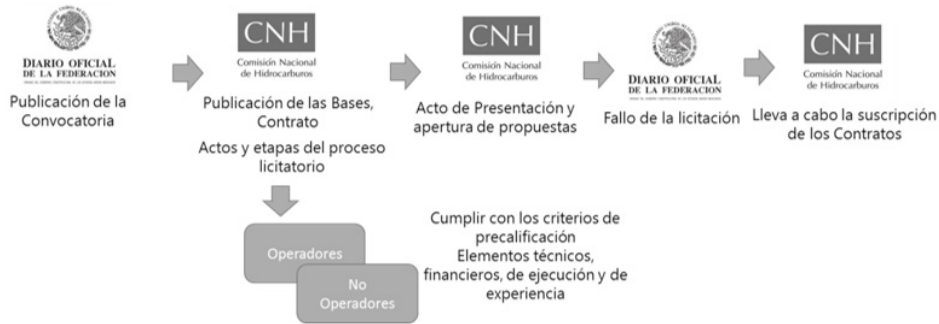 DIARIO OFICIAL
DE LA FEDERACION
Publicación de la
Convocatoria
CNH
Comisión Nacional
de Hidrocarburos
Publicación de las Bases,
Contrato
Actos y etapas del proceso
licitatorio
CNH
Comisión Nacional
de Hidrocarburos
Acto de Presentación y
apertura de propuestas
DIARIO OFICIAL
DE LA FEDERACION
Fallo de la licitación
CNH
Comisión Nacional
de Hidrocarburos
Lleva a cabo la suscripción
de los Contratos
Operadores
No
Operadores
Cumplir con los criterios de
precalificación
Elementos técnicos,
financieros, de ejecución y de
experiencia